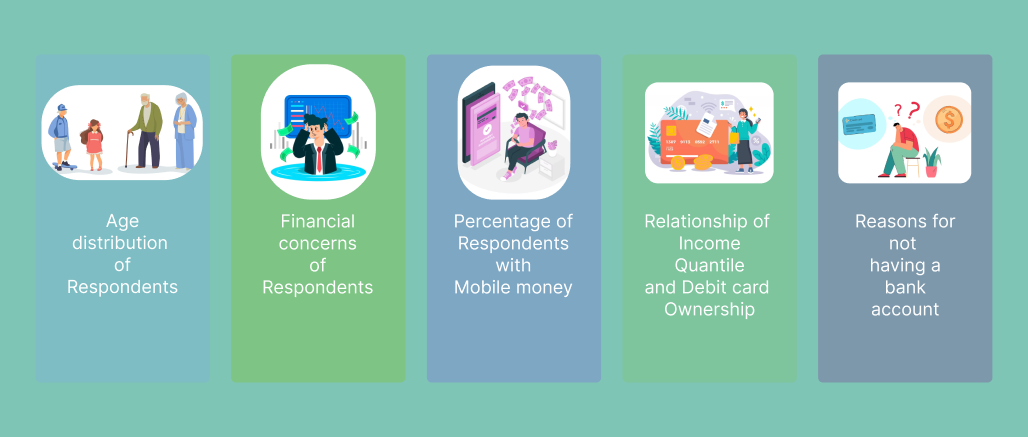 Age
distribution
of
Respondents
Financial
concerns
of
Respondents
Percentage of
Respondents
with
Mobile money
Relationship of
Income
Quantile
and Debit card
Ownership
Reasons for
not
having a
bank
account